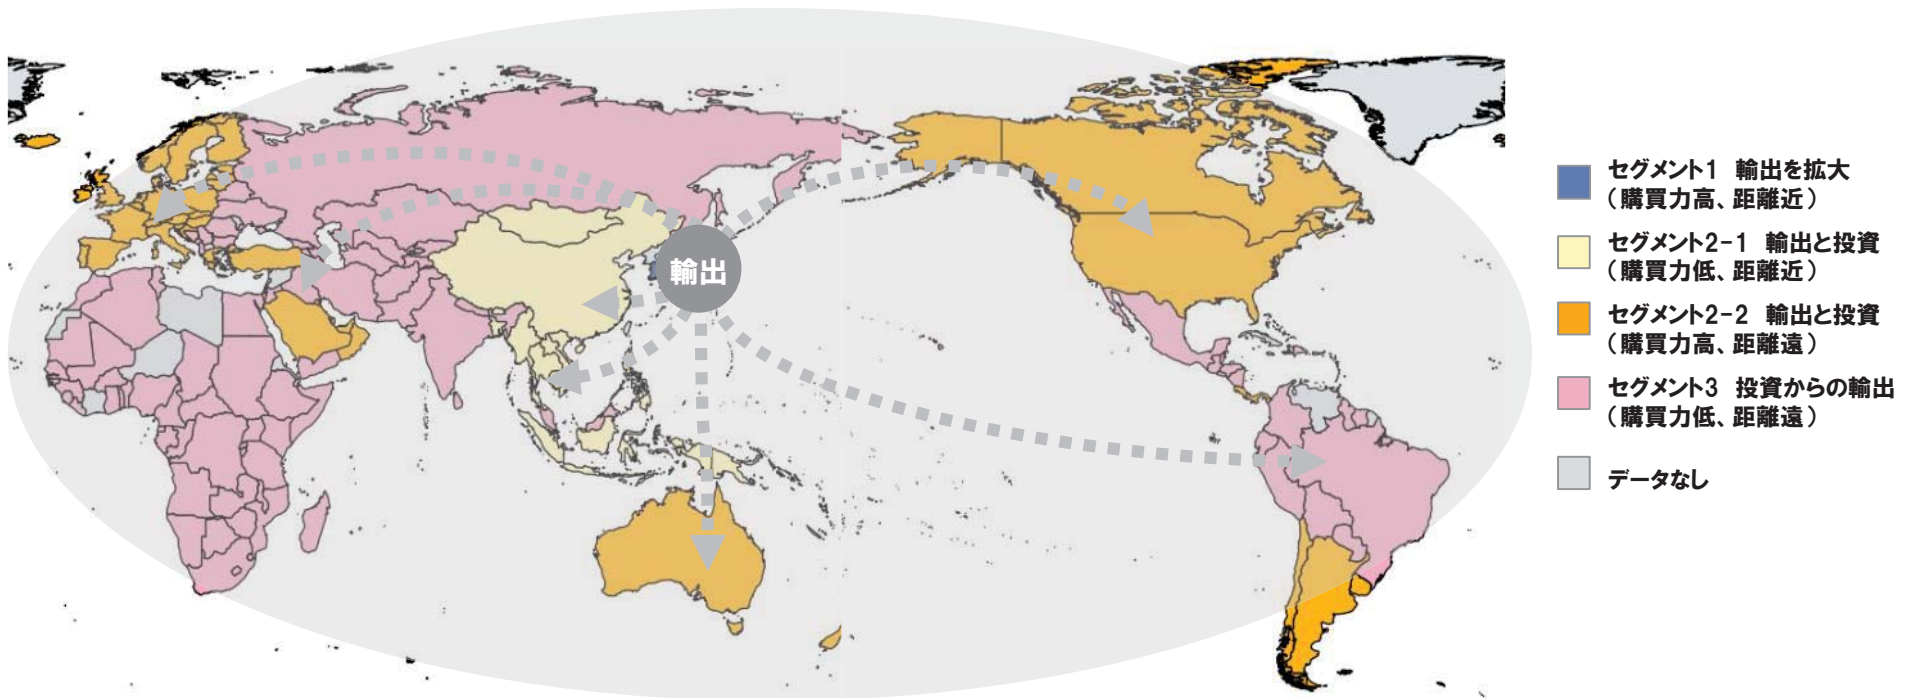 輸出
セグメント1 輸出を拡大
（購買力高、距離近）
セグメント2-1 輸出と投資
（購買力低、距離近）
セグメント2-2 輸出と投資
（購買力高、距離遠）
セグメント3 投資からの輸出
（購買力低、距離遠）
データなし